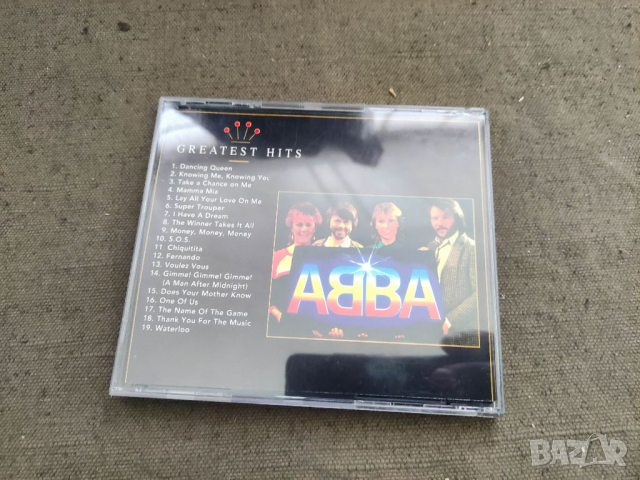 GREATEST HITS
1. Dancing Queen
2. Knowing Me, Knowing You
3. Take a Chance on Me
4. Mamma Mia
5. Lay All Your Love On Me
6. Super Trouper
7. I Have A Dream
8. The Winner Takes It All
9. Money, Money, Money
10. S.O.S.
11 Chiquitita
12. Fernando
13. Voulez Vous
14. Gimme! Gimme! Gimme!
(A Man After Midnight)
15. Does Your Mother Know
16. One Of Us
17. The Name Of The Game
18. Thank You For The Music
19. Waterloo
ABBA
BAZAR
bg